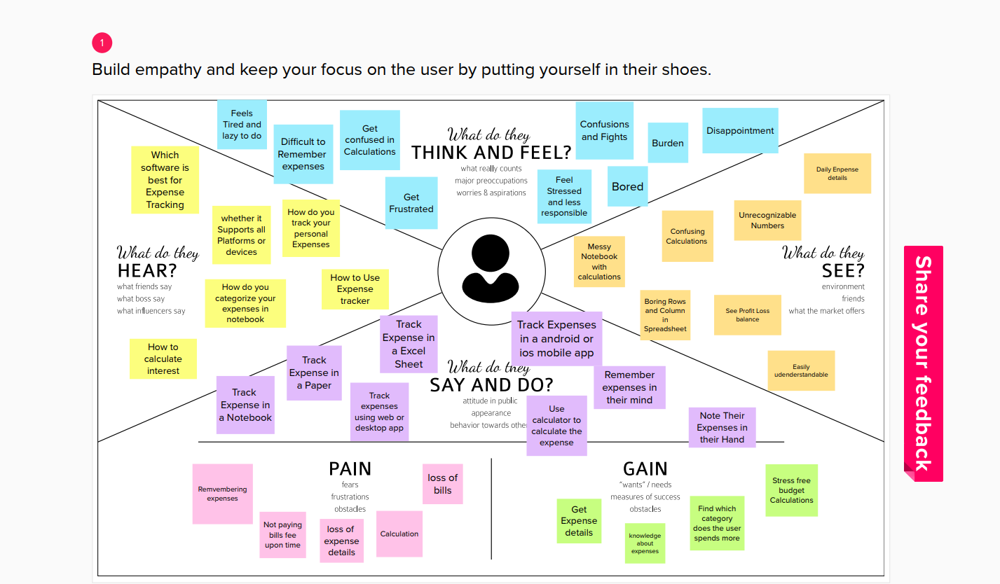 1
Build empathy and keep your focus on the user by putting yourself in their shoes.
What do they
THINK AND FEEL?
what really counts
major preoccupations
worries & aspirations
Feels
Tired and
lazy to do
Difficult to
Remember
expenses
Get
confused in
Calculations
Get
Frustrated
Confusions
and Fights
Burden
Disappointment
Feel
Stressed
and less
responsible
Bored
What do they
HEAR?
what friends say
what boss say
what influencers say
Which
software is
best for
Expense
Tracking
whether it
Supports all
Platforms or
devices
How do you
track your
personal
Expenses
How do you
categorize your
expenses in
notebook
How to Use
Expense
tracker
How to
calculate
interest
What do they
SEE?
environment
friends
what the market offers
Daily Enpense
details
Unrecognizable
Numbers
Confusing
Calculations
Messy
Notebook
with
calculations
Boring Rows
and Column
in
Spreadsheet
See Profit Loss
balance
Easily
udenderstandable
What do they
SAY AND DO?
attitude in public
appearance
behavior towards other
Track
Expense in
a Excel
Sheet
Track
Expense in
a Paper
Track
Expense in
a Notebook
Track
expenses
using web or
desktop app
Track Expenses
in a android or
ios mobile app
Remember
expenses in
their mind
Use
calculator to
calculate the
expense
Note Their
Expenses in
their Hand
PAIN
fears
frustrations
obstacles
Remvembering
expenses
Not paying
bills fee
upon time
loss of
expense
details
Calculation
loss of
bills
GAIN
“wants” / needs
measures of success
obstacles
Get
Expense
details
knowledge
about
expenses
Find which
category
does the user
spends more
Stress free
budget
Calculations
Share your feedback